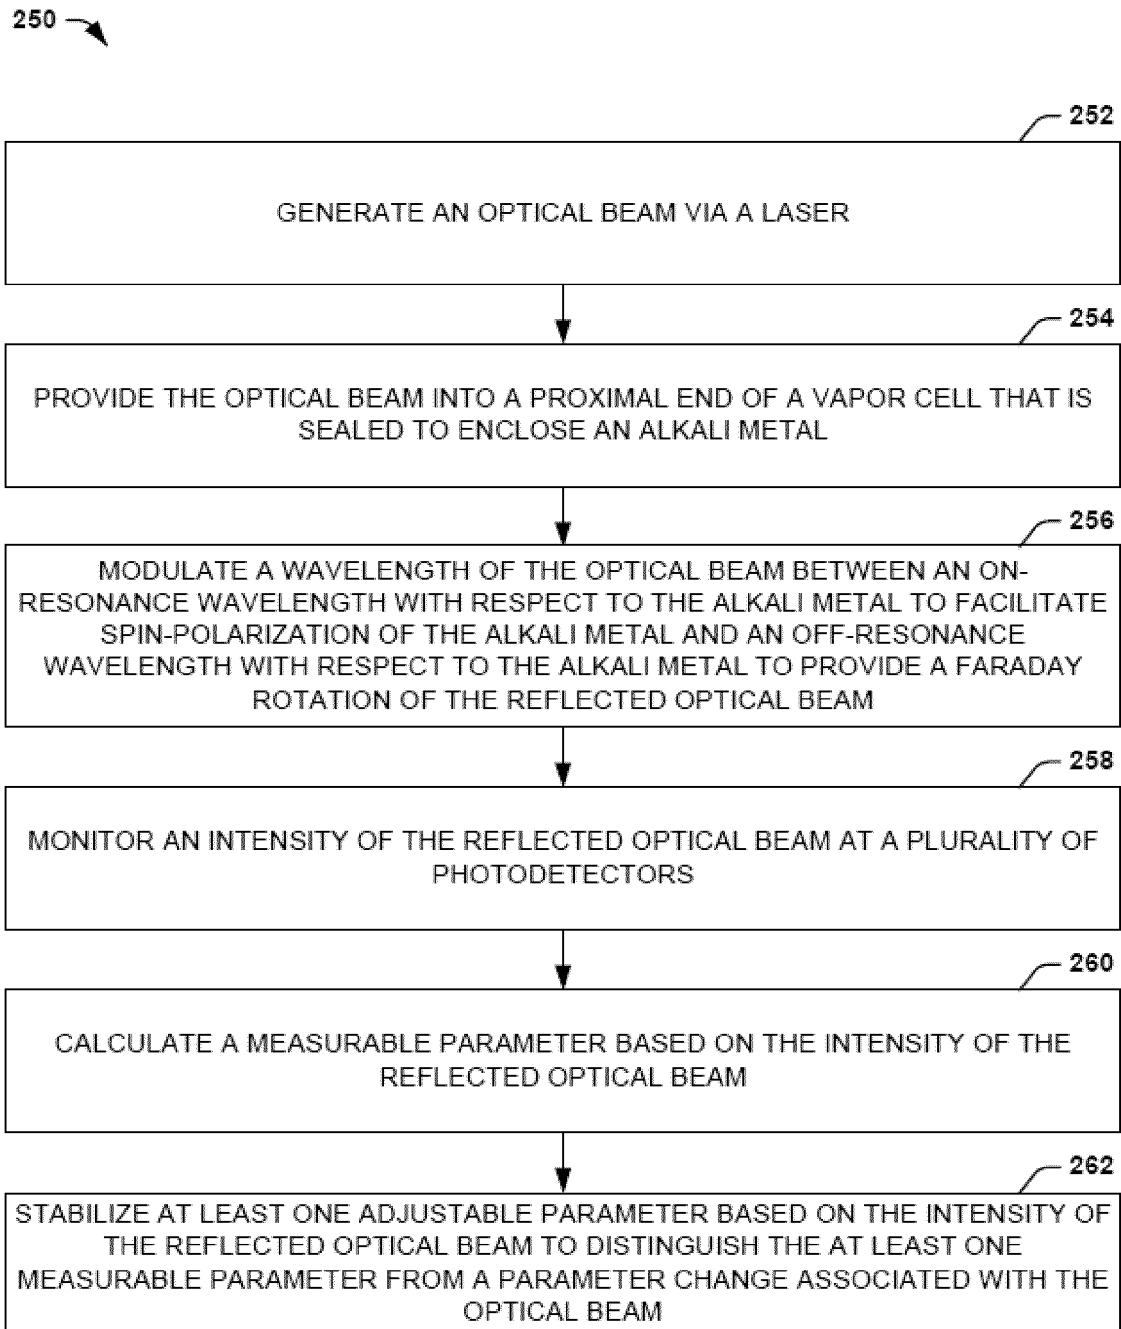 250
252
GENERATE AN OPTICAL BEAM VIA A LASER
254
PROVIDE THE OPTICAL BEAM INTO A PROXIMAL END OF A VAPOR CELL THAT IS
SEALED TO ENCLOSE AN ALKALI METAL
256
MODULATE A WAVELENGTH OF THE OPTICAL BEAM BETWEEN AN ON-
RESONANCE WAVELENGTH WITH RESPECT TO THE ALKALI METAL TO FACILITATE
SPIN-POLARIZATION OF THE ALKALI METAL AND AN OFF-RESONANCE
WAVELENGTH WITH RESPECT TO THE ALKALI METAL TO PROVIDE A FARADAY
ROTATION OF THE REFLECTED OPTICAL BEAM
258
MONITOR AN INTENSITY OF THE REFLECTED OPTICAL BEAM AT A PLURALITY OF
PHOTODETECTORS
260
CALCULATE A MEASURABLE PARAMETER BASED ON THE INTENSITY OF THE
REFLECTED OPTICAL BEAM
262
STABILIZE AT LEAST ONE ADJUSTABLE PARAMETER BASED ON THE INTENSITY OF
THE REFLECTED OPTICAL BEAM TO DISTINGUISH THE AT LEAST ONE
MEASURABLE PARAMETER FROM A PARAMETER CHANGE ASSOCIATED WITH THE
OPTICAL BEAM